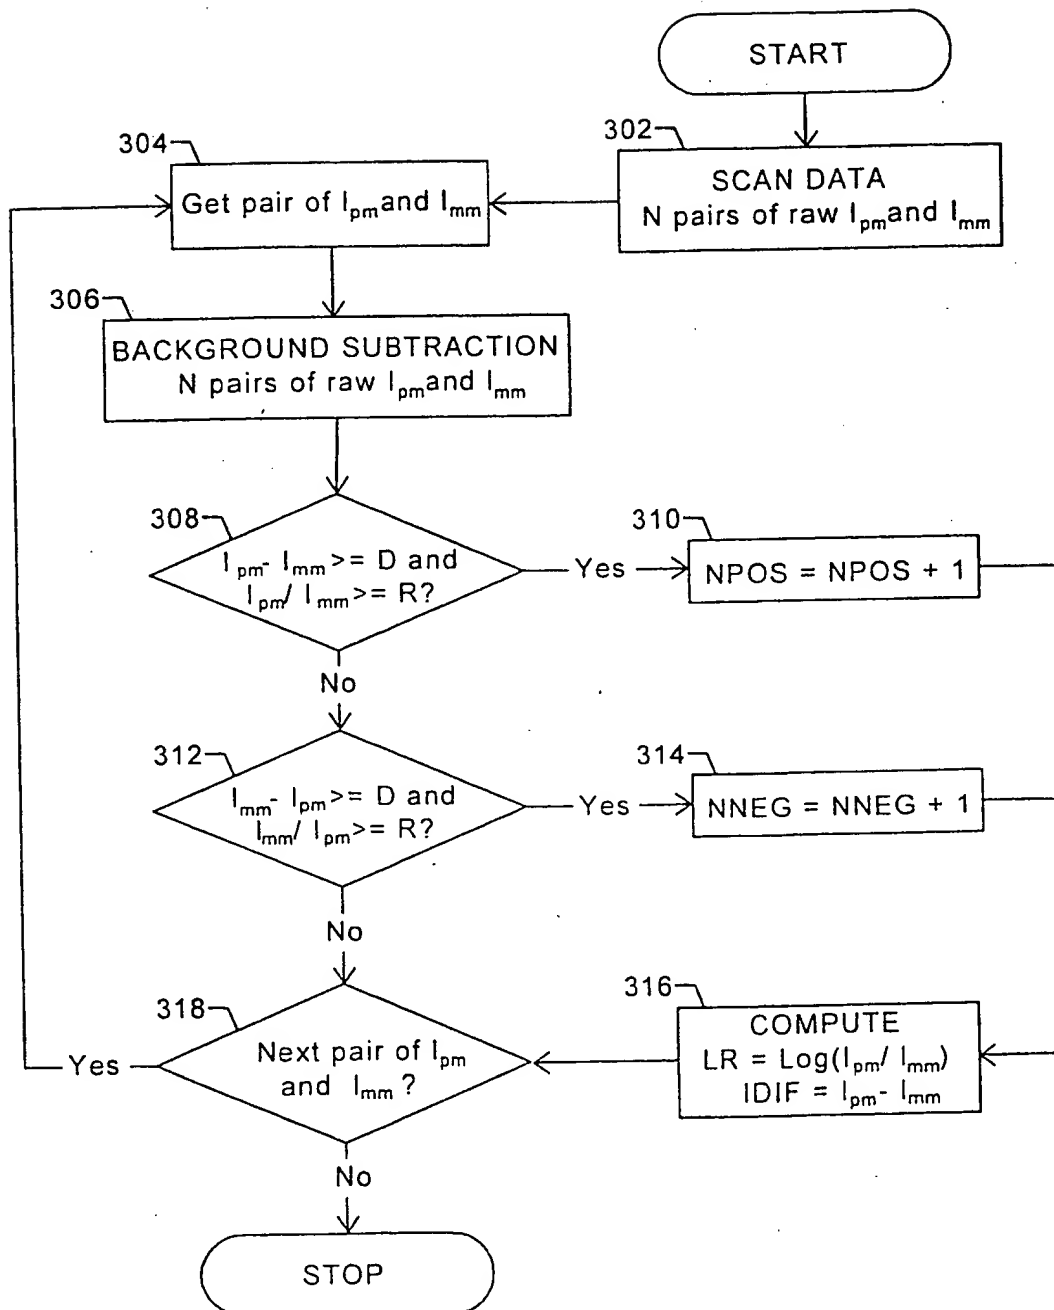 START
302
SCAN DATA
N pairs of raw Ipm and Imm
304
Get pair of Ipm and Imm
306
BACKGROUND SUBTRACTION
N pairs of raw Ipm and Imm
308
Ipm - Imm >= D and
Ipm / Imm >= R?
Yes
310
NPOS = NPOS + 1
No
312
Imm - Ipm >= D and
Imm / Ipm >= R?
Yes
314
NNEG = NNEG + 1
No
316
COMPUTE
LR = Log(Ipm / Imm)
IDIF = Ipm - Imm
318
Next pair of Ipm
and Imm ?
Yes
No
STOP